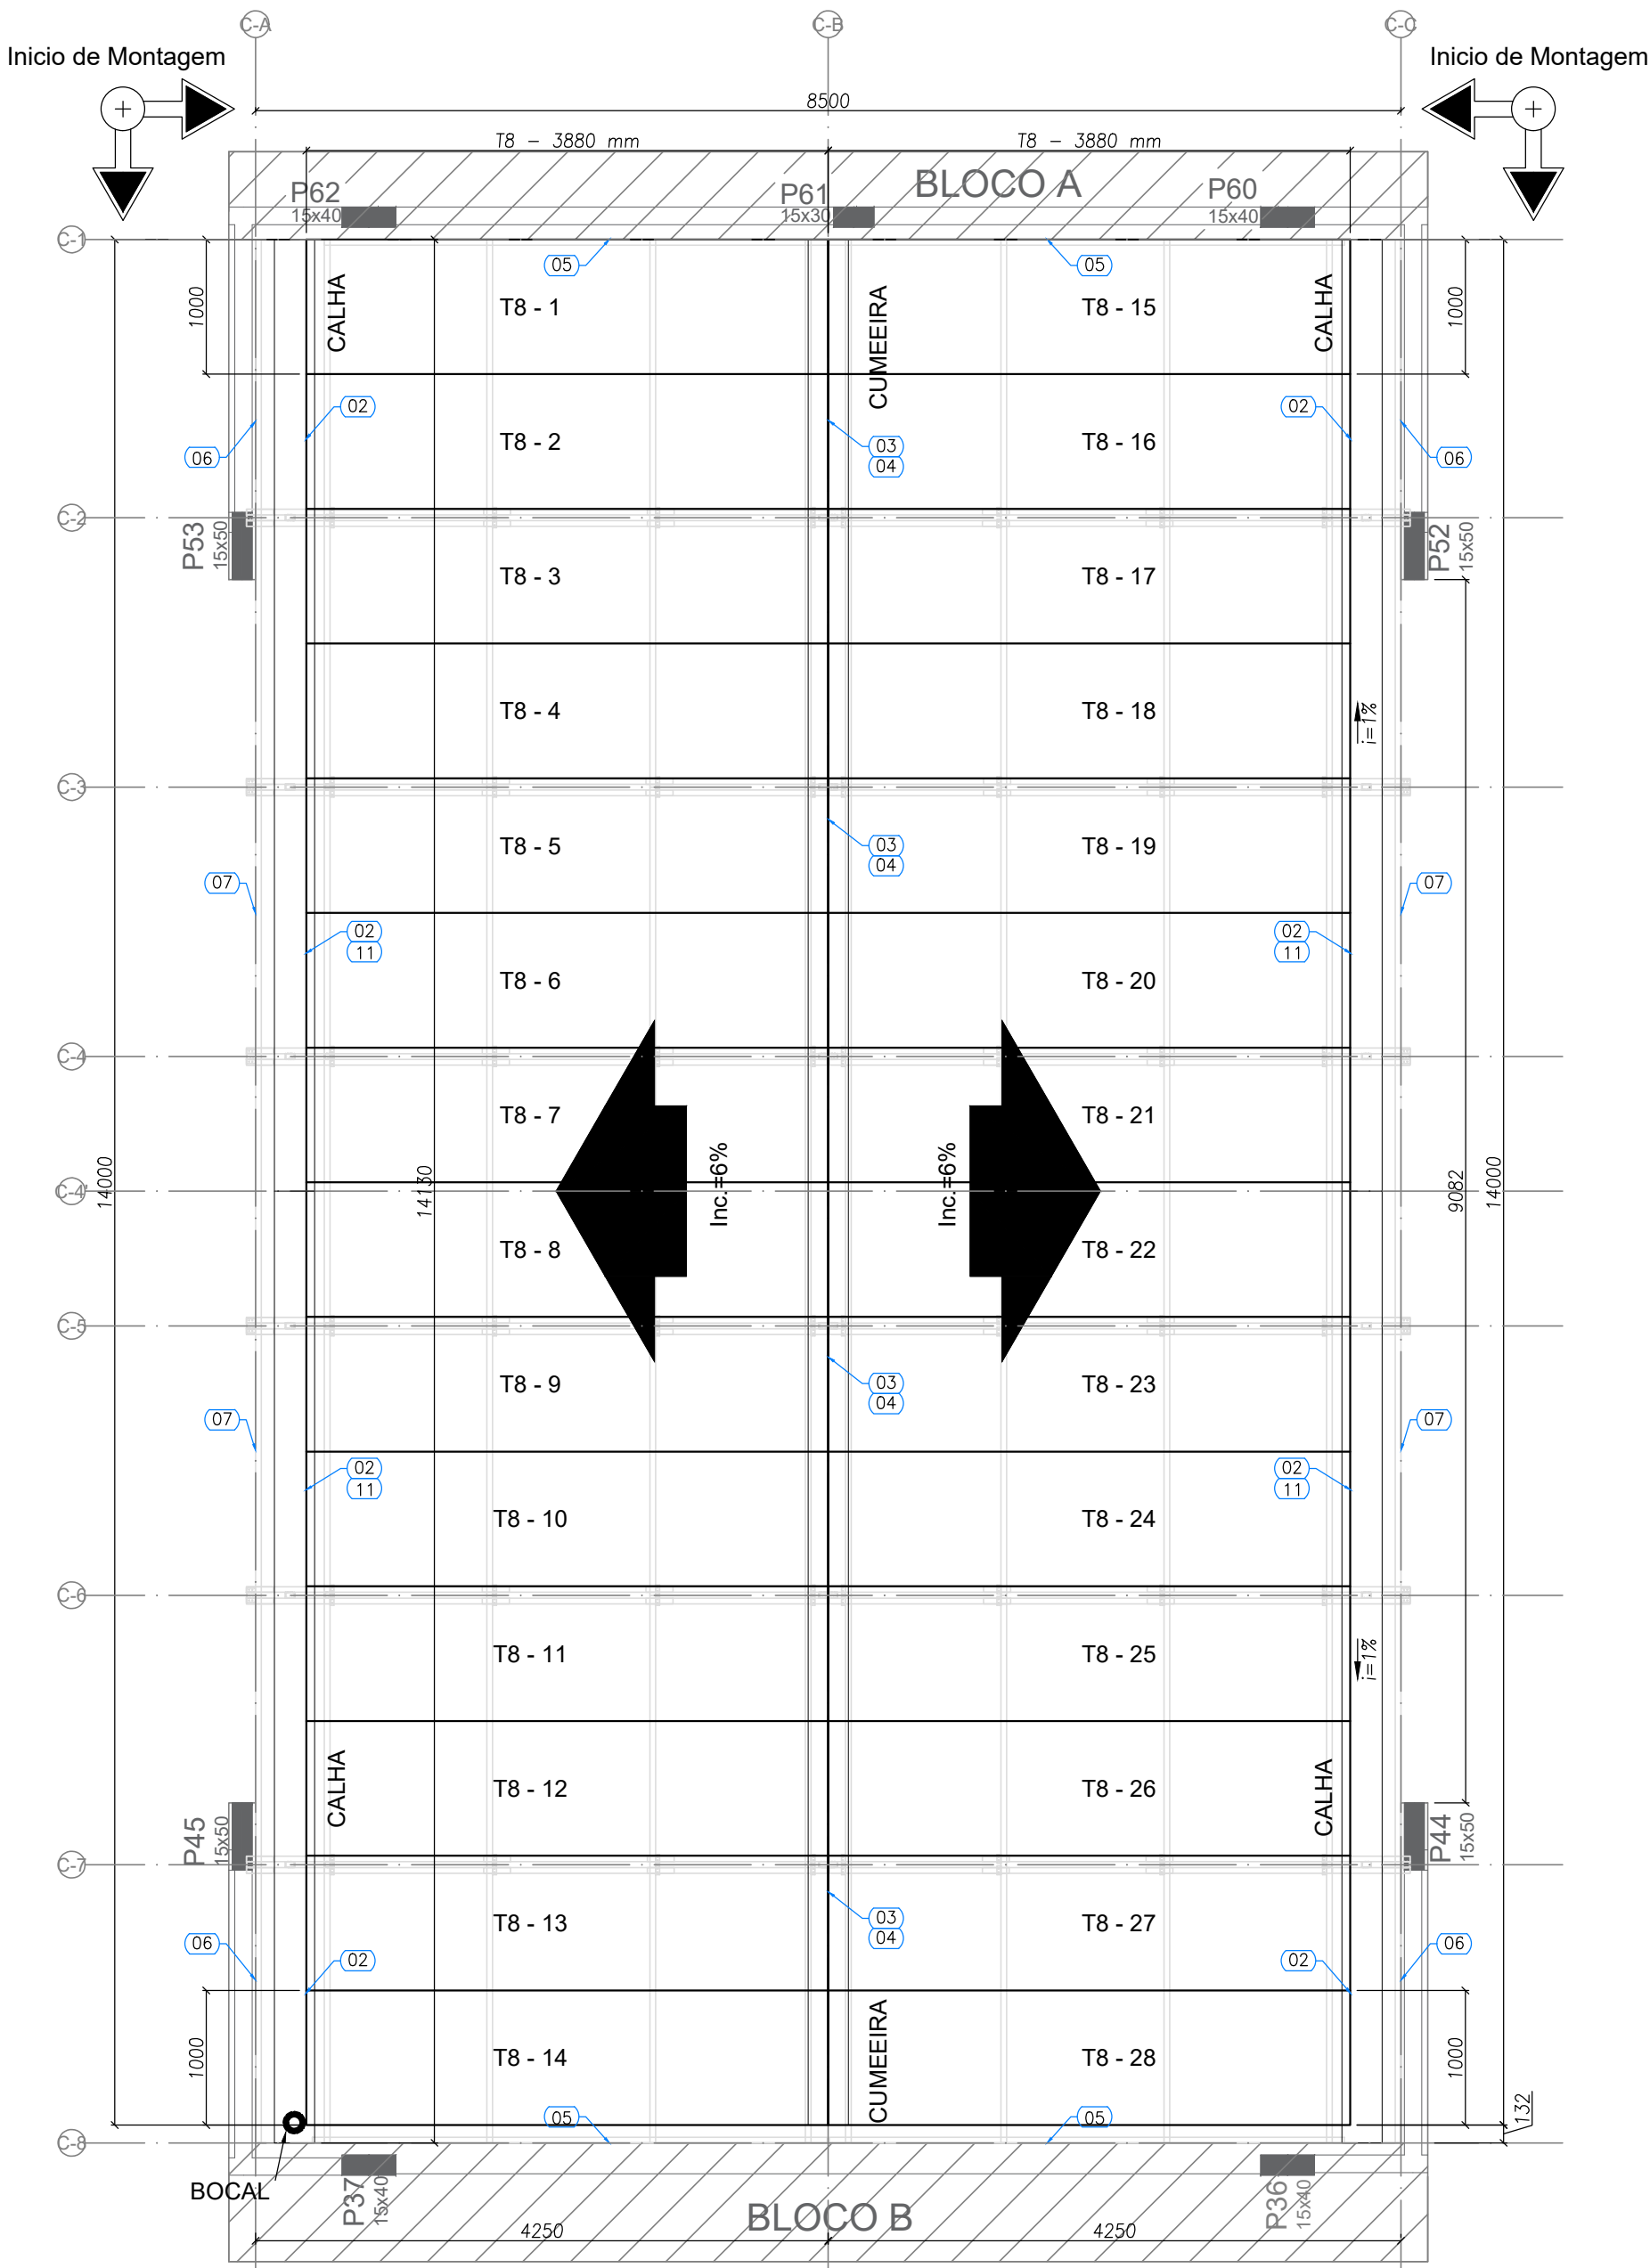 C-A
C-B
C-C
Inicio de Montagem
Inicio de Montagem
8500
T8 - 3880 mm
T8 - 3880 mm
BLOCO A
P62
15x40
P61
15x30
P60
15x40
C-1
05
05
1000
CALHA
T8 - 1
CUMEEIRA
T8 - 15
CALHA
1000
02
02
06
T8 - 2
03
04
T8 - 16
06
C-2
P53
15x50
P52
15x50
T8 - 3
T8 - 17
T8 - 4
T8 - 18
i=1%
C-3
T8 - 5
03
04
T8 - 19
07
07
02
11
02
11
T8 - 6
T8 - 20
C-4
T8 - 7
T8 - 21
14000
14130
Inc.=6%
Inc.=6%
9082
14000
C-4'
T8 - 8
T8 - 22
C-5
T8 - 9
03
04
T8 - 23
07
07
02
11
02
11
T8 - 10
T8 - 24
C-6
T8 - 11
T8 - 25
i=1%
CALHA
T8 - 12
T8 - 26
CALHA
P45
15x50
P44
15x50
C-7
T8 - 13
03
04
T8 - 27
06
06
02
02
1000
T8 - 14
CUMEEIRA
T8 - 28
1000
132
05
05
C-8
BOCAL
P37
15x40
P36
15x40
BLOCO B
4250
4250